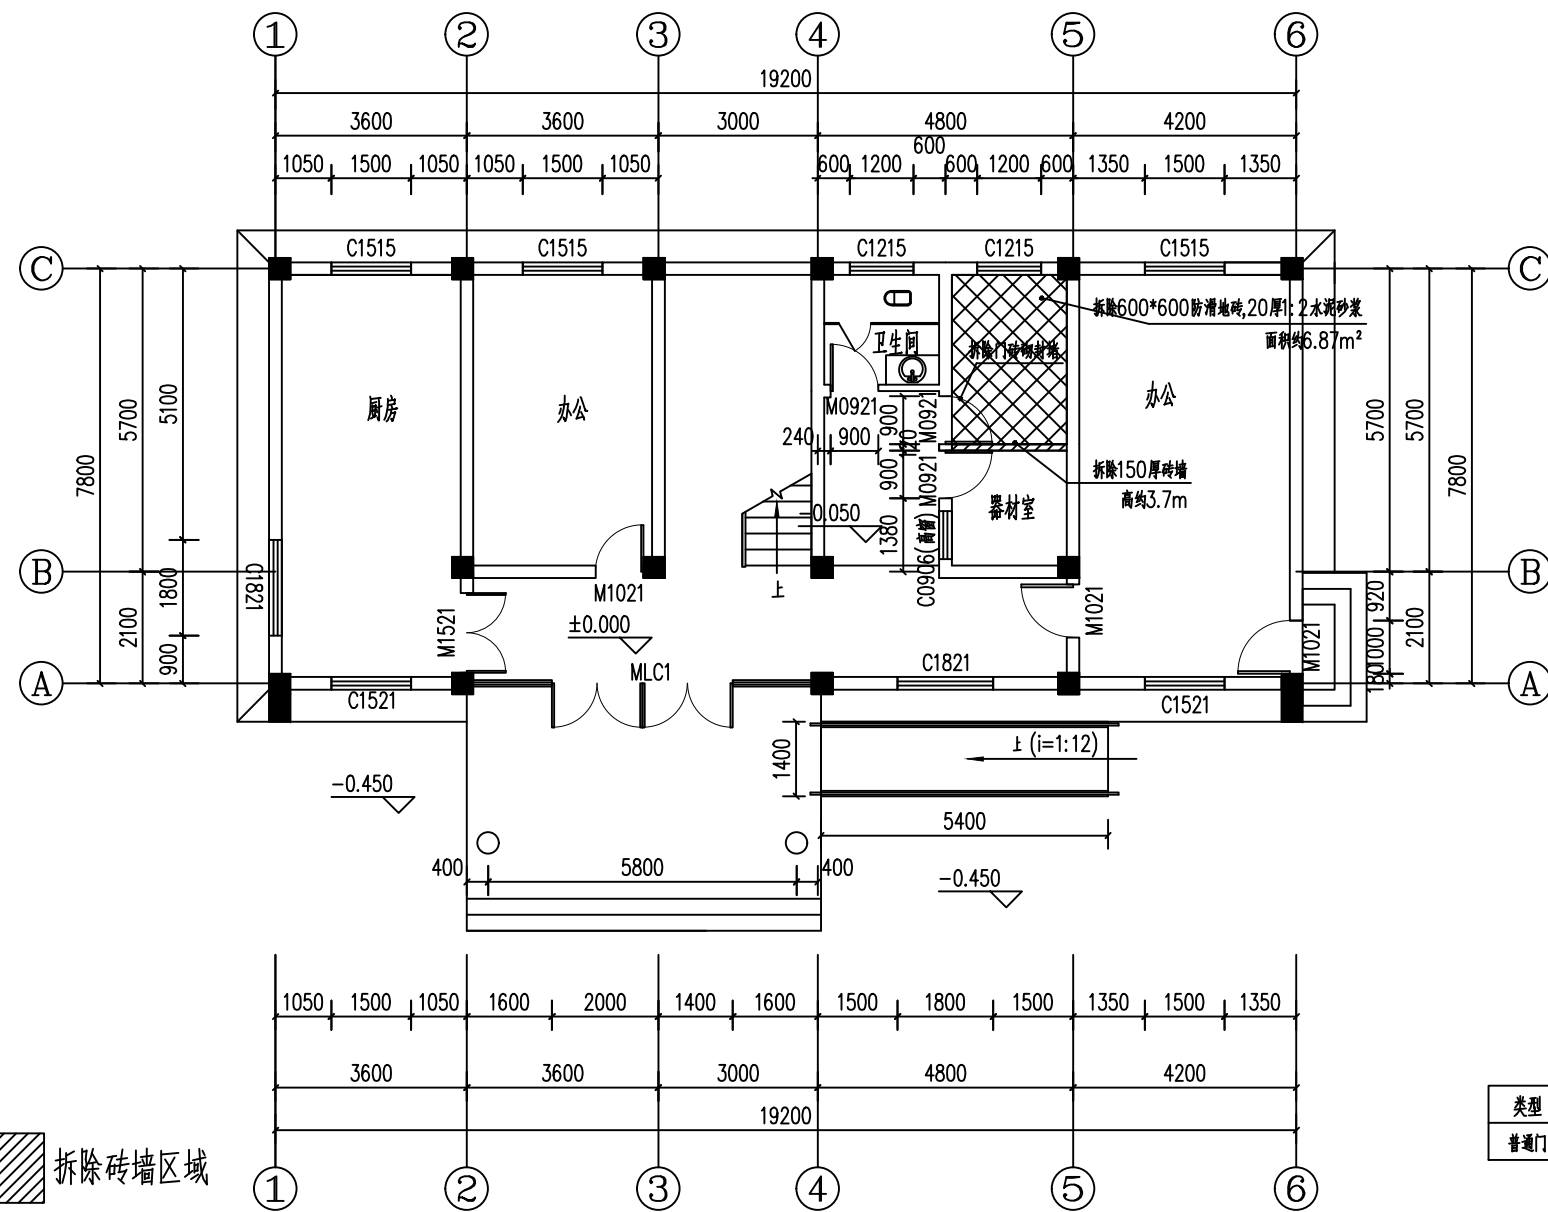 1 2 3 4 5 6
19200
3600 3600 3000 4800 4200
600
1050 1500 1050 1050 1500 1050 600 1200 600 1200 600 1350 1500 1350
C1515 C1515 C1215 C1215 C1515
C C
拆除600*600防滑地砖,20厚1:2水泥砂浆
面积约6.87m²
卫生间
拆除门砖砌封墙
厨房
办公
办公
M0921
M0921
M0921
240 900
900
120
900
1380
拆除150厚砖墙
高约3.7m
器材室
C0906(高窗)
-0.050
上
7800
5700
5100
2100
1800
900
5700
5700
7800
920
1000
180
2100
B B
C1821
M1521
M1021
±0.000
MLC1
M1021
M1021
C1821
A A
C1521
C1521
上 (i=1:12)
1400
5400
-0.450
400 5800 400
-0.450
1050 1500 1050 1600 2000 1400 1600 1500 1800 1500 1350 1500 1350
3600 3600 3000 4800 4200
19200
类型
普通门
拆除砖墙区域
1 2 3 4 5 6